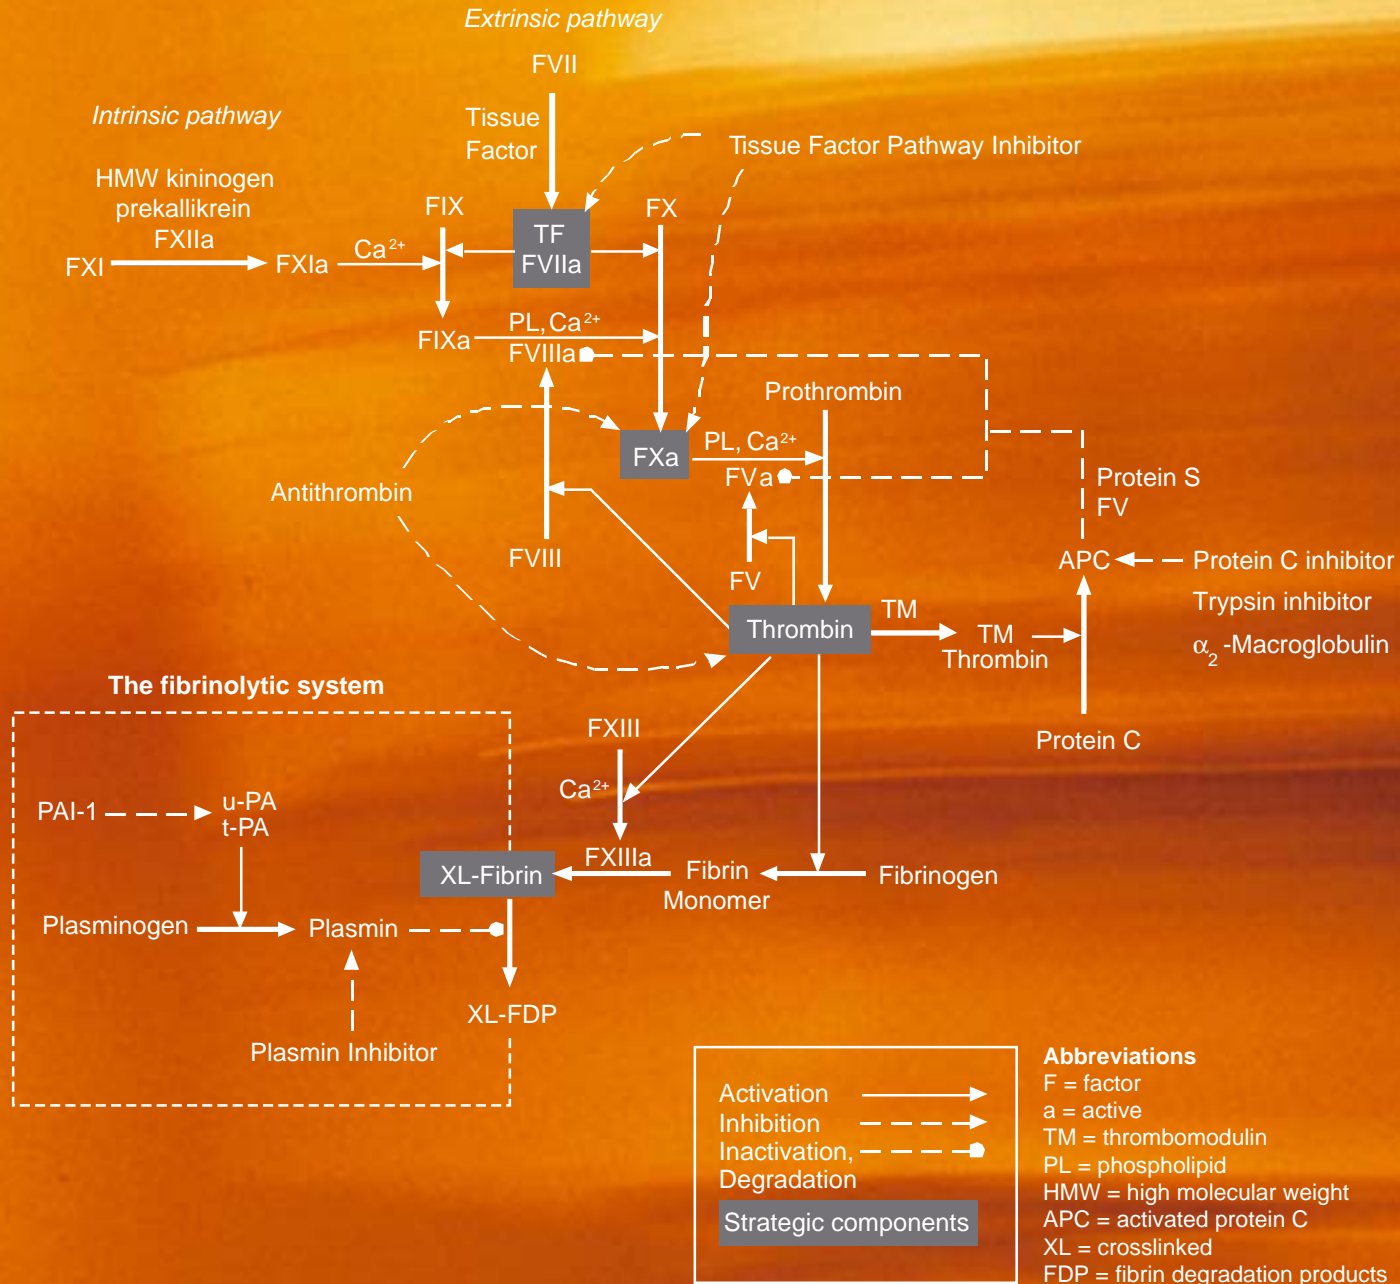 Extrinsic pathway
FVII
Intrinsic pathway
Tissue
Factor
Tissue Factor Pathway Inhibitor
HMW kininogen
prekallikrein
FXIIa
FXI
FXIa
Ca²⁺
FIX
TF
FVIIa
FX
FIXa
PL, Ca²⁺
FVIIIa
Prothrombin
FXa
PL, Ca²⁺
FVa
Antithrombin
Protein S
FV
FVIII
FV
APC
Protein C inhibitor
Trypsin inhibitor
α₂ -Macroglobulin
Thrombin
TM
TM
Thrombin
Protein C
The fibrinolytic system
FXIII
Ca²⁺
PAI-1
u-PA
t-PA
FXIIIa
XL-Fibrin
Fibrin
Monomer
Fibrinogen
Plasminogen
Plasmin
XL-FDP
Plasmin Inhibitor
Activation
Inhibition
Inactivation,
Degradation
Strategic components
Abbreviations
F = factor
a = active
TM = thrombomodulin
PL = phospholipid
HMW = high molecular weight
APC = activated protein C
XL = crosslinked
FDP = fibrin degradation products